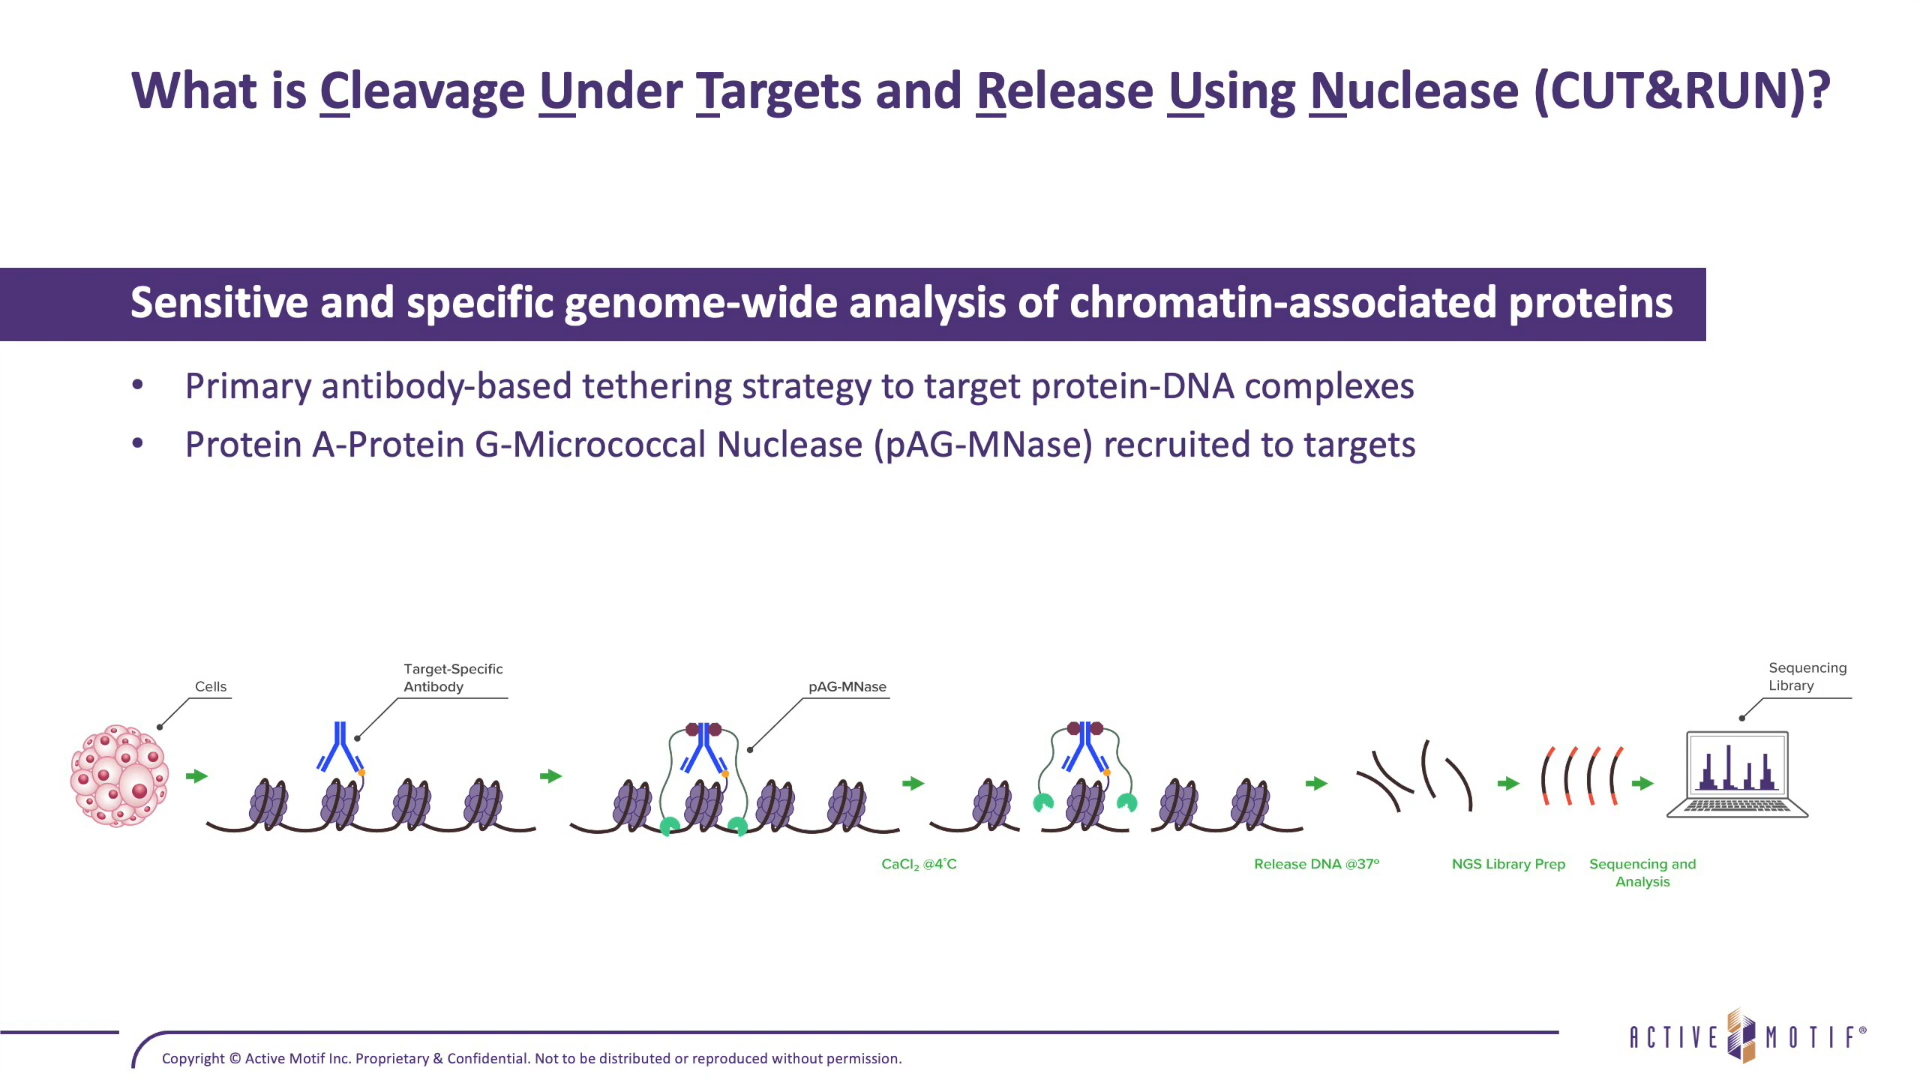 What is Cleavage Under Targets and Release Using Nuclease (CUT&RUN)?
Sensitive and specific genome-wide analysis of chromatin-associated proteins
• Primary antibody-based tethering strategy to target protein-DNA complexes
• Protein A-Protein G-Micrococcal Nuclease (pAG-MNase) recruited to targets
Cells
Target-Specific
Antibody
pAG-MNase
Sequencing
Library
CaCl₂ @4°C
Release DNA @37º
NGS Library Prep
Sequencing and
Analysis
Copyright © Active Motif Inc. Proprietary & Confidential. Not to be distributed or reproduced without permission.
ACTIVE MOTIF®